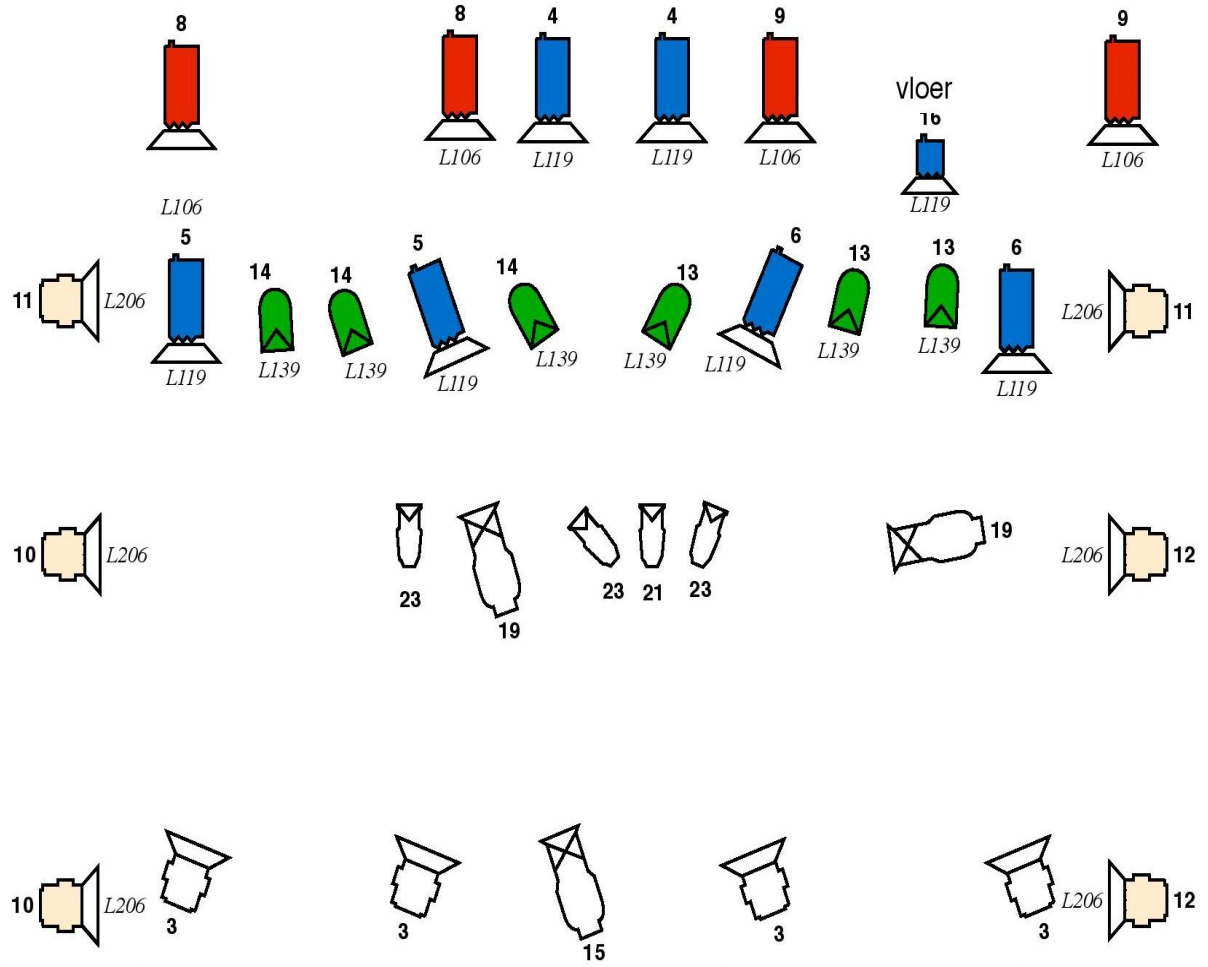 8 8 4 4 9 9
vloer
16
L106 L119 L119 L106 L106
L119
L106
5 5 6 13 13 6
14 14 14 13
11 L206 L206 11
L139 L139 L139 L139 L139 L139
L119 L119 L119 L119
10 L206 19 L206 12
23 23 21 23
19
10 L206 L206 12
3 3 3 3
15